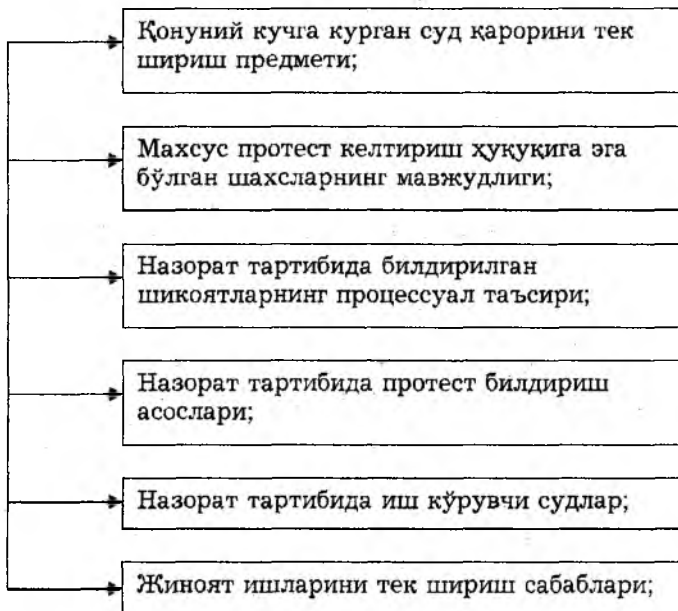 Қонуний кучга курган суд қарорини тек
шириш предмети;
Махсус протест келтириш ҳуқуқига эга
бўлган шахсларнинг мавжудлиги;
Назорат тартибида билдирилган
шикоятларнинг процессуал таъсири;
Назорат тартибида протест билдириш
асослари;
Назорат тартибида иш кўрувчи судлар;
Жиноят ишларини тек шириш сабаблари;